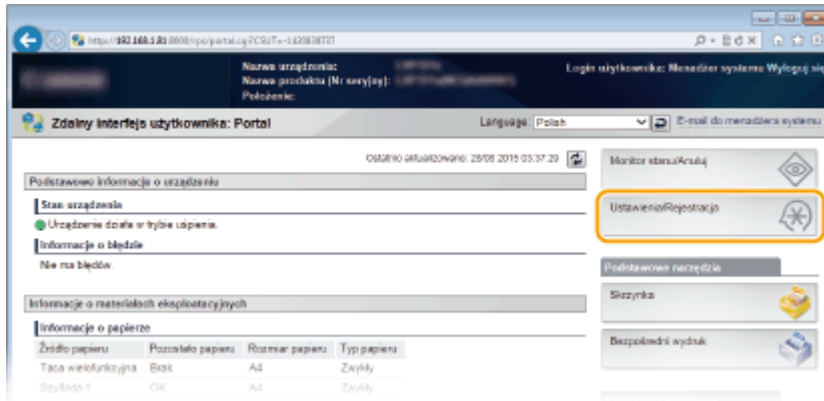 Nazwa urządzenia:
Nazwa produktu (Nr seryjny):
Położenie:
Login użytkownika: Menedżer systemu Wyloguj się
Zdalny interfejs użytkownika: Portal
Language: Polish
E-mail do menadżera systemu
Ostatnio aktualizowano: 28/08 2015 03:37:29
Podstawowe informacje o urządzeniu
Stan urządzenia
Urządzenie działa w trybie uśpienia.
Informacje o błędzie
Nie ma błędów.
Informacje o materiałach eksploatacyjnych
Informacje o papierze
Źródło papieru Pozostało papieru Rozmiar papieru Typ papieru
Taca wielofunkcyjna Brak A4 Zwykły
Szuflada 1 OK A4 Zwykły
Monitor stanu/Anuluj
Ustawienia/Rejestracja
Podstawowe narzędzia
Skrzynka
Bezpośredni wydruk